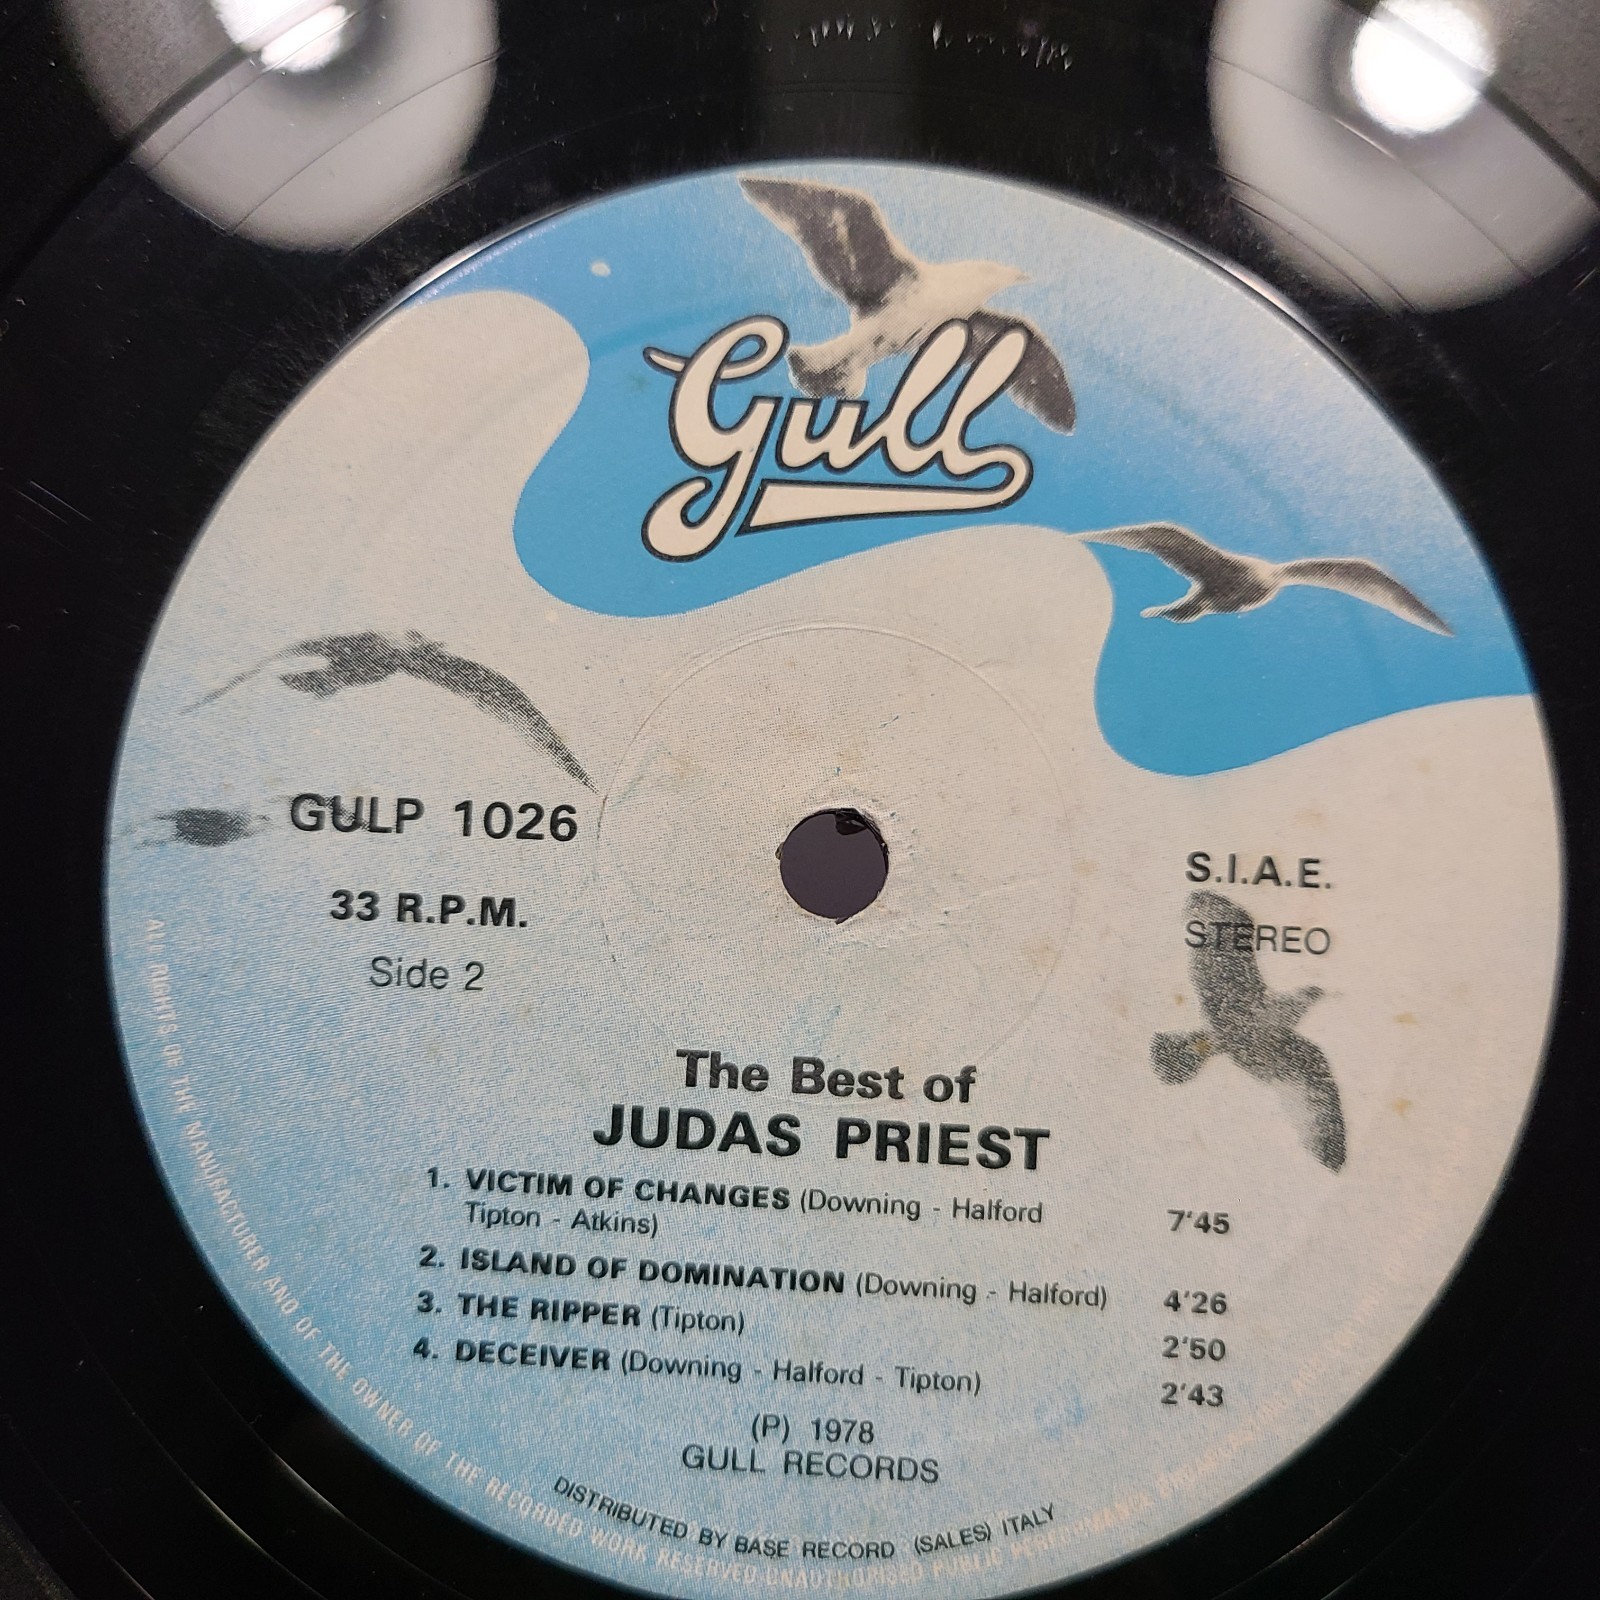 Gull
GULP 1026
S.I.A.E.
33 R.P.M.
STEREO
Side 2
The Best of
JUDAS PRIEST
1. VICTIM OF CHANGES (Downing - Halford
Tipton - Atkins) 7'45
2. ISLAND OF DOMINATION (Downing - Halford) 4'26
3. THE RIPPER (Tipton) 2'50
4. DECEIVER (Downing - Halford - Tipton) 2'43
(P) 1978
GULL RECORDS
DISTRIBUTED BY BASE RECORD (SALES) ITALY
ALL RIGHTS OF THE MANUFACTURER AND OF THE OWNER OF THE RECORDED WORK RESERVED UNAUTHORISED PUBLIC PERFORMANCE